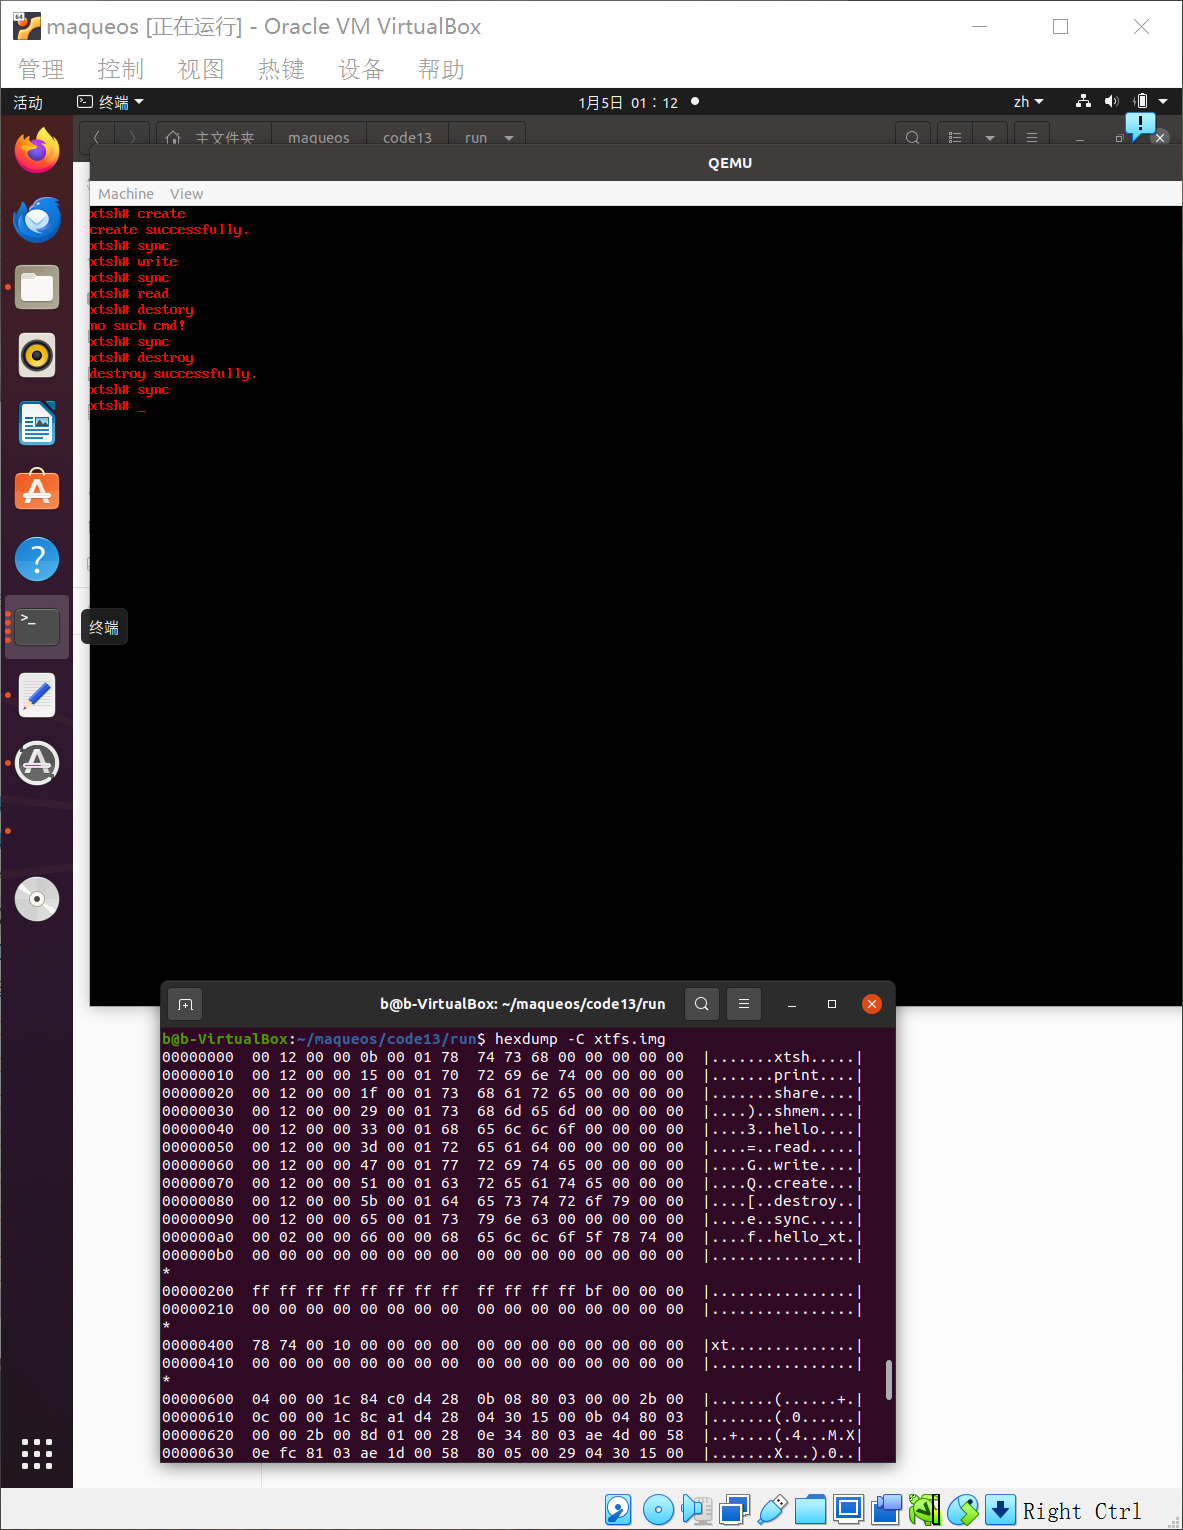 maqueos [正在运行] - Oracle VM VirtualBox
管理 控制 视图 热键 设备 帮助
活动 终端 1月5日 01：12 zh
主文件夹 maqueos code13 run
QEMU
Machine View
xtsh# create
create successfully.
xtsh# sync
xtsh# write
xtsh# sync
xtsh# read
xtsh# destory
no such cmd!
xtsh# sync
xtsh# destroy
destroy successfully.
xtsh# sync
xtsh# _
终端
b@b-VirtualBox: ~/maqueos/code13/run
b@b-VirtualBox:~/maqueos/code13/run$ hexdump -C xtfs.img
00000000  00 12 00 00 0b 00 01 78  74 73 68 00 00 00 00 00  |.......xtsh.....|
00000010  00 12 00 00 15 00 01 70  72 69 6e 74 00 00 00 00  |.......print....|
00000020  00 12 00 00 1f 00 01 73  68 61 72 65 00 00 00 00  |.......share....|
00000030  00 12 00 00 29 00 01 73  68 6d 65 6d 00 00 00 00  |....)..shmem....|
00000040  00 12 00 00 33 00 01 68  65 6c 6c 6f 00 00 00 00  |....3..hello....|
00000050  00 12 00 00 3d 00 01 72  65 61 64 00 00 00 00 00  |....=..read.....|
00000060  00 12 00 00 47 00 01 77  72 69 74 65 00 00 00 00  |....G..write....|
00000070  00 12 00 00 51 00 01 63  72 65 61 74 65 00 00 00  |....Q..create...|
00000080  00 12 00 00 5b 00 01 64  65 73 74 72 6f 79 00 00  |....[..destroy..|
00000090  00 12 00 00 65 00 01 73  79 6e 63 00 00 00 00 00  |....e..sync.....|
000000a0  00 02 00 00 66 00 00 68  65 6c 6c 6f 5f 78 74 00  |....f..hello_xt.|
000000b0  00 00 00 00 00 00 00 00  00 00 00 00 00 00 00 00  |................|
*
00000200  ff ff ff ff ff ff ff ff  ff ff ff ff bf 00 00 00  |................|
00000210  00 00 00 00 00 00 00 00  00 00 00 00 00 00 00 00  |................|
*
00000400  78 74 00 10 00 00 00 00  00 00 00 00 00 00 00 00  |xt..............|
00000410  00 00 00 00 00 00 00 00  00 00 00 00 00 00 00 00  |................|
*
00000600  04 00 00 1c 84 c0 d4 28  0b 08 80 03 00 00 2b 00  |.......(......+.|
00000610  0c 00 00 1c 8c a1 d4 28  04 30 15 00 0b 04 80 03  |.......(.0......|
00000620  00 00 2b 00 8d 01 00 28  0e 34 80 03 ae 4d 00 58  |..+....(.4...M.X|
00000630  0e fc 81 03 ae 1d 00 58  80 05 00 29 04 30 15 00  |.......X...).0..|
Right Ctrl